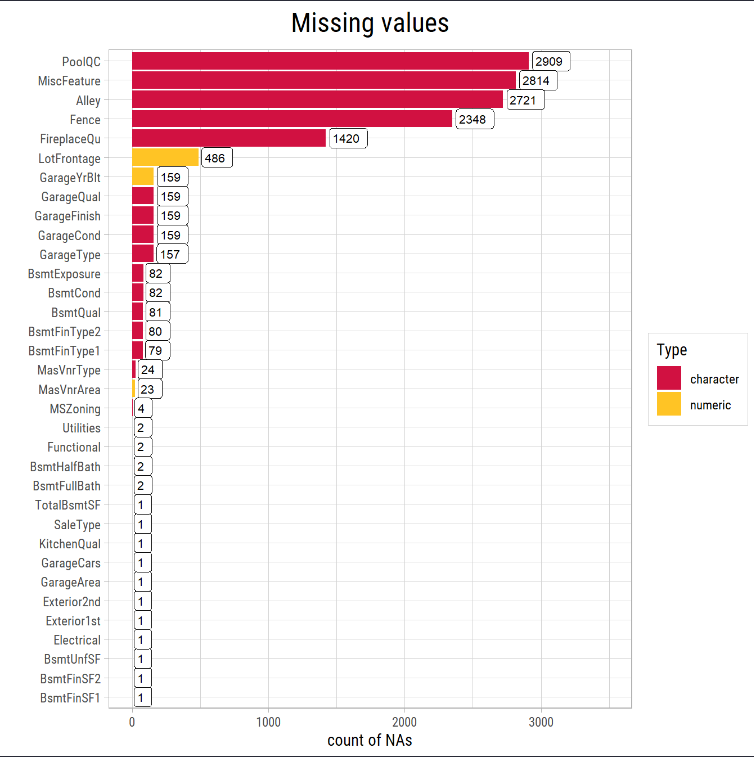 Missing values
PoolQC 2909
MiscFeature 2814
Alley 2721
Fence 2348
FireplaceQu 1420
LotFrontage 486
GarageYrBlt 159
GarageQual 159
GarageFinish 159
GarageCond 159
GarageType 157
BsmtExposure 82
BsmtCond 82
BsmtQual 81
BsmtFinType2 80
BsmtFinType1 79
MasVnrType 24
MasVnrArea 23
MSZoning 4
Utilities 2
Functional 2
BsmtHalfBath 2
BsmtFullBath 2
TotalBsmtSF 1
SaleType 1
KitchenQual 1
GarageCars 1
GarageArea 1
Exterior2nd 1
Exterior1st 1
Electrical 1
BsmtUnfSF 1
BsmtFinSF2 1
BsmtFinSF1 1
0 1000 2000 3000
count of NAs
Type
character
numeric